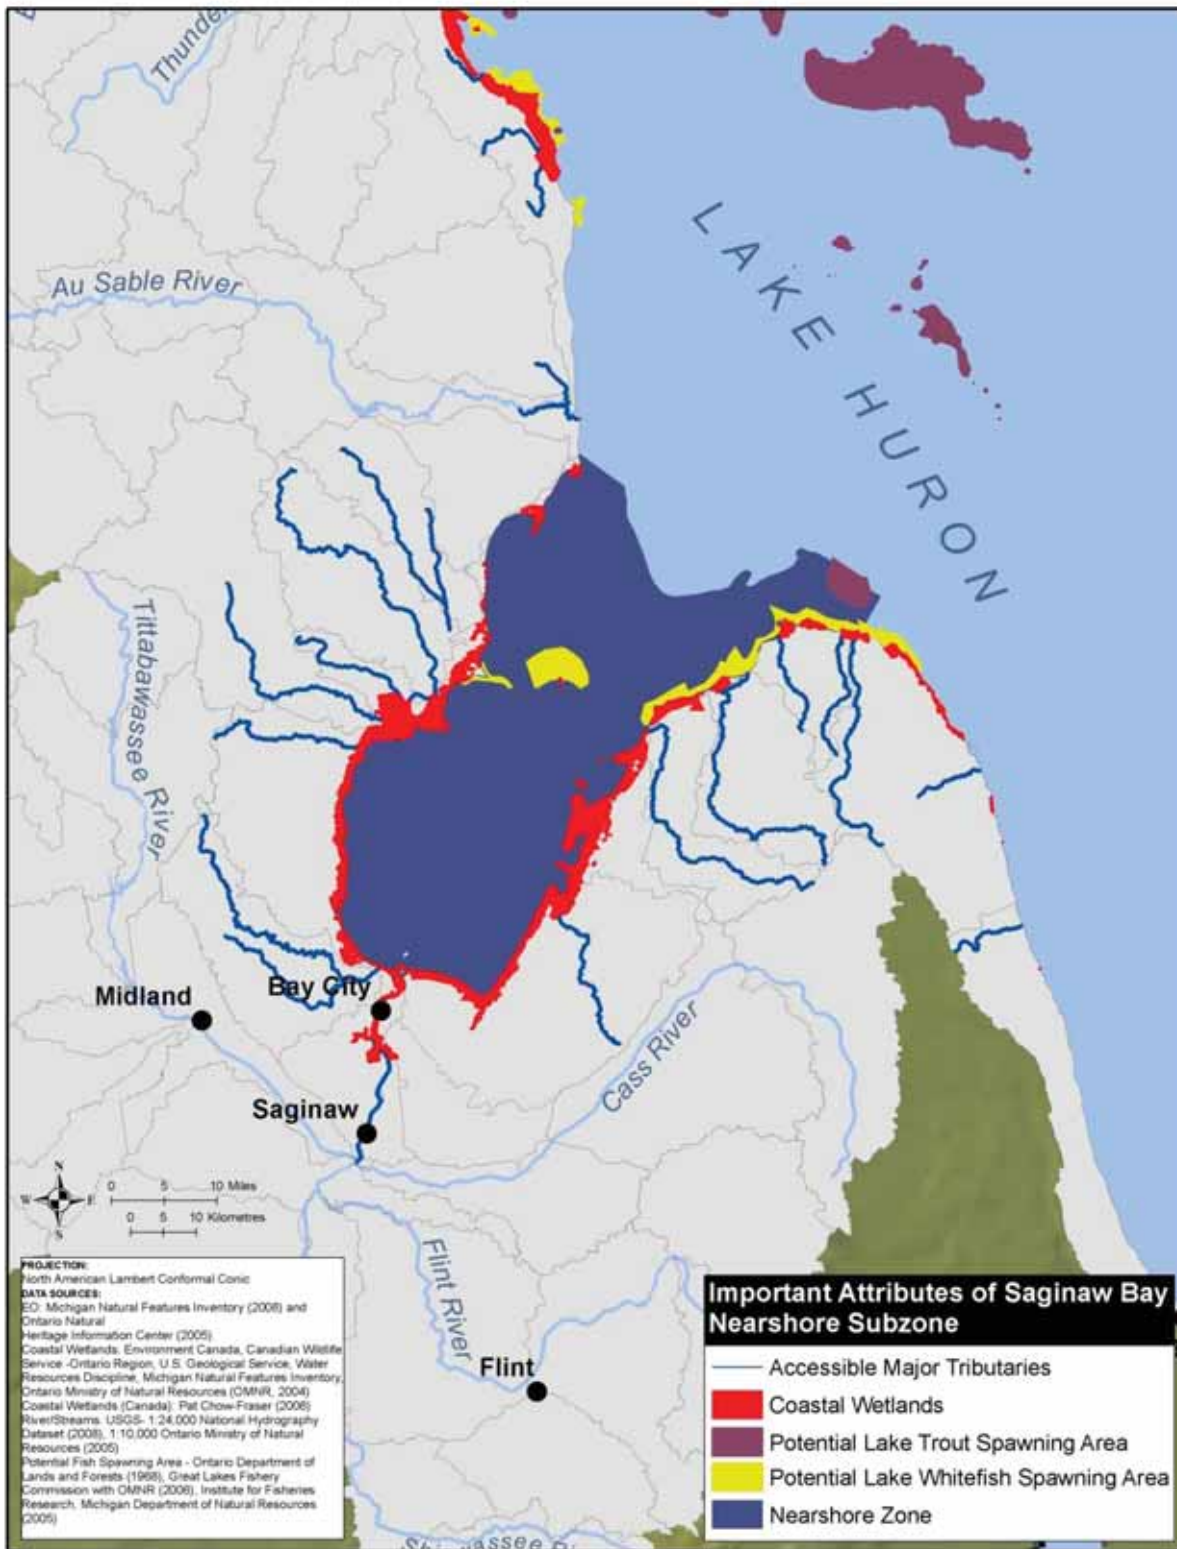 Thunder
Au Sable River
LAKE HURON
Tittabawassee River
Midland
Bay City
Saginaw
Cass River
Flint River
Flint
N
W E
S
0 5 10 Miles
0 5 10 Kilometres
PROJECTION:
North American Lambert Conformal Conic
DATA SOURCES:
EO: Michigan Natural Features Inventory (2008) and
Ontario Natural
Heritage Information Center (2005)
Coastal Wetlands: Environment Canada, Canadian Wildlife
Service -Ontario Region, U.S. Geological Service, Water
Resources Discipline, Michigan Natural Features Inventory,
Ontario Ministry of Natural Resources (OMNR, 2004)
Coastal Wetlands (Canada): Pat Chow-Fraser (2006)
River/Streams: USGS- 1:24,000 National Hydrography
Dataset (2008), 1:10,000 Ontario Ministry of Natural
Resources (2005)
Potential Fish Spawning Area - Ontario Department of
Lands and Forests (1968), Great Lakes Fishery
Commission with OMNR (2006), Institute for Fisheries
Research, Michigan Department of Natural Resources
(2005)
Important Attributes of Saginaw Bay
Nearshore Subzone
Accessible Major Tributaries
Coastal Wetlands
Potential Lake Trout Spawning Area
Potential Lake Whitefish Spawning Area
Nearshore Zone